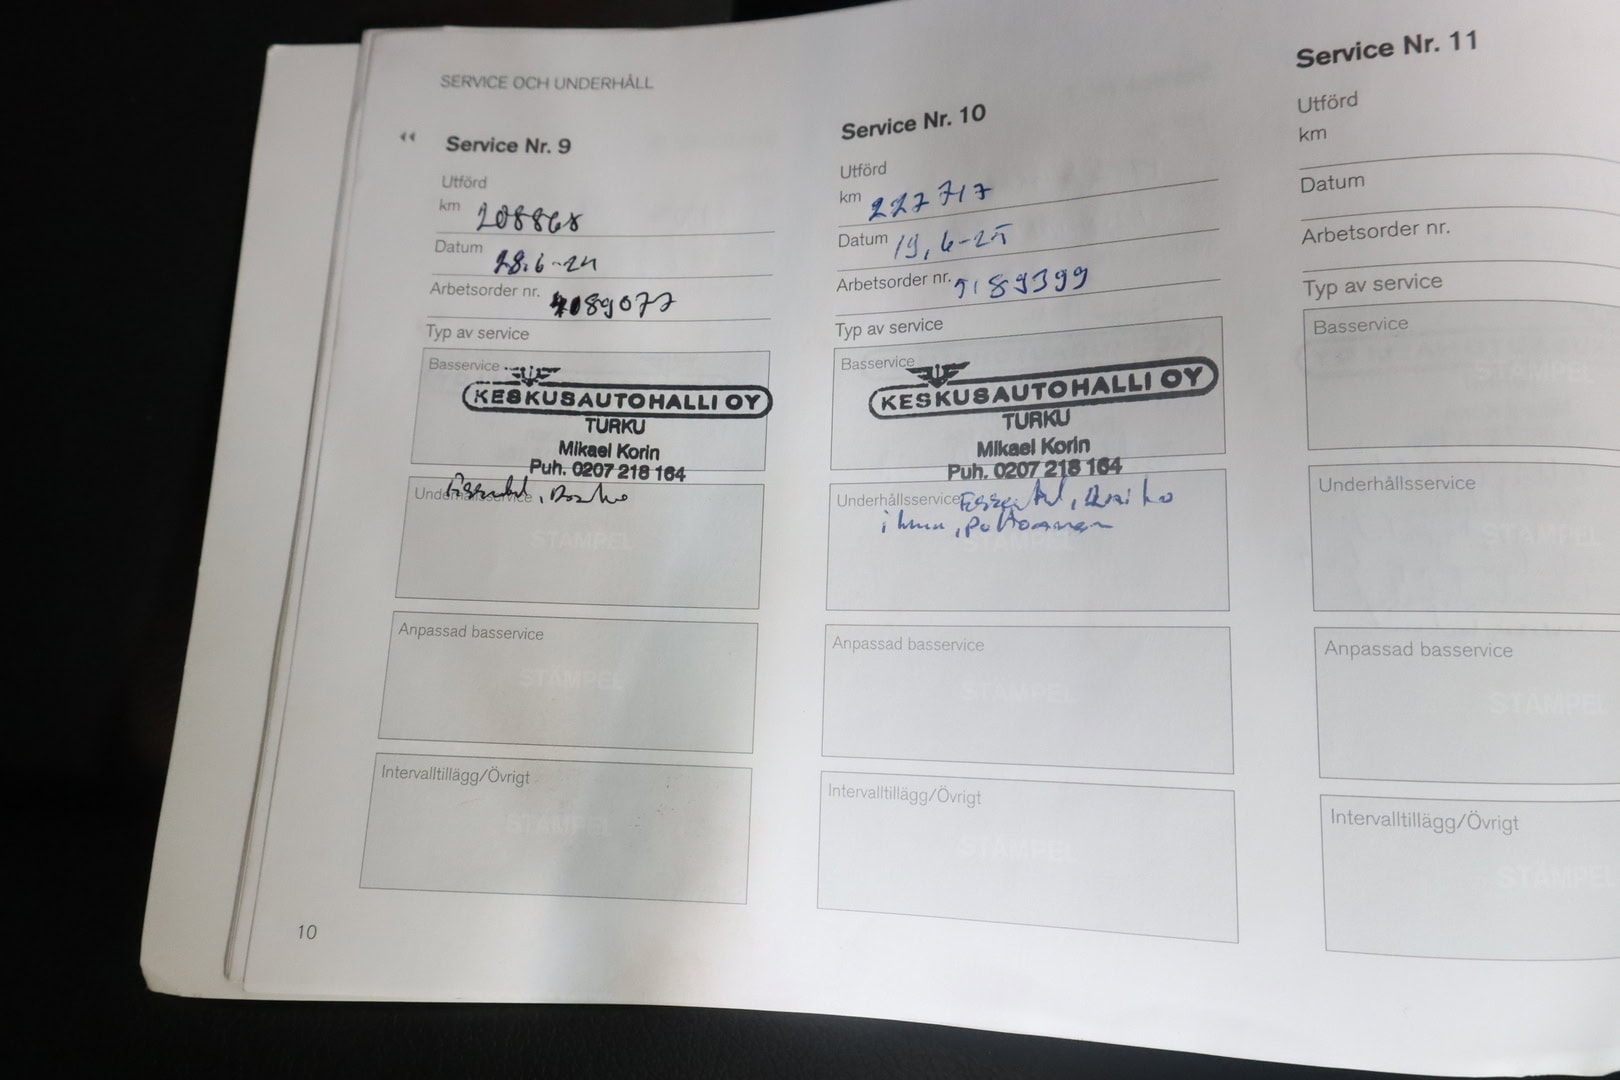 SERVICE OCH UNDERHÅLL
Service Nr. 9
Utförd
km 208868
Datum 28.6-24
Arbetsorder nr. 4089077
Typ av service
Basservice
KESKUSAUTOHALLI OY
TURKU
Mikael Korin
Puh. 0207 218 164
Underhållsservice
STÄMPEL
Anpassad basservice
STÄMPEL
Intervalltillägg/Övrigt
STÄMPEL
10
Service Nr. 10
Utförd
km 227717
Datum 19,6-25
Arbetsorder nr. 5189399
Typ av service
Basservice
KESKUSAUTOHALLI OY
TURKU
Mikael Korin
Puh. 0207 218 164
Underhållsservice
STÄMPEL
Anpassad basservice
STÄMPEL
Intervalltillägg/Övrigt
STÄMPEL
Service Nr. 11
Utförd
km
Datum
Arbetsorder nr.
Typ av service
Basservice
STÄMPEL
Underhållsservice
STÄMPEL
Anpassad basservice
STÄMPEL
Intervalltillägg/Övrigt
STÄMPEL